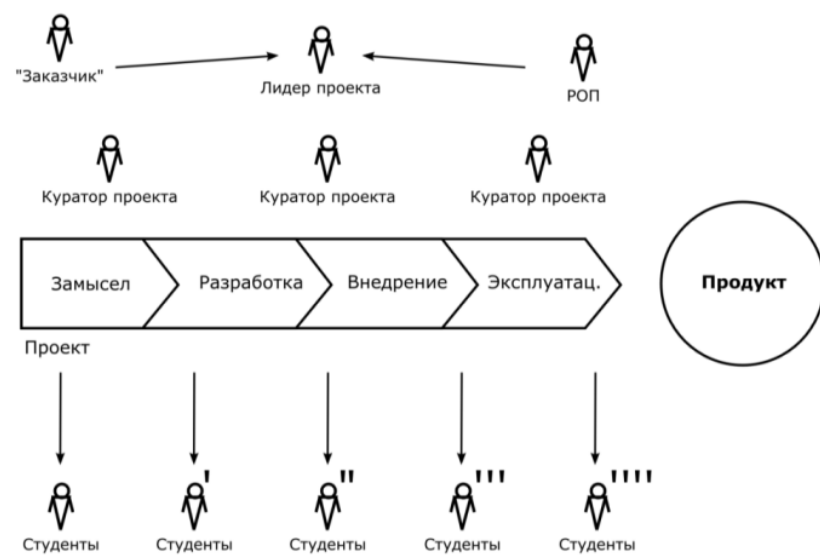 "Заказчик"
Лидер проекта
РОП
Куратор проекта
Куратор проекта
Куратор проекта
Замысел
Разработка
Внедрение
Эксплуатац.
Продукт
Проект
'
''
'''
''''
Студенты
Студенты
Студенты
Студенты
Студенты